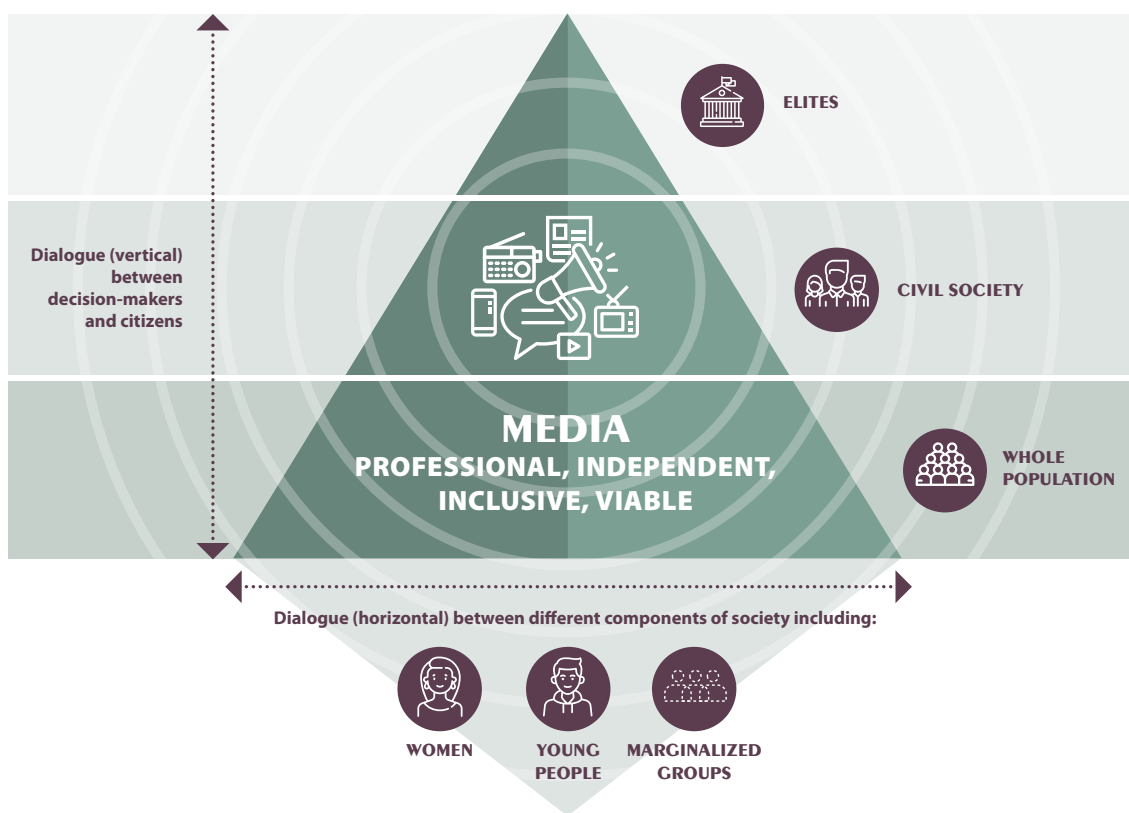 ELITES
Dialogue (vertical)
between
decision-makers
and citizens
CIVIL SOCIETY
MEDIA
PROFESSIONAL, INDEPENDENT,
INCLUSIVE, VIABLE
WHOLE
POPULATION
Dialogue (horizontal) between different components of society including:
WOMEN
YOUNG
PEOPLE
MARGINALIZED
GROUPS